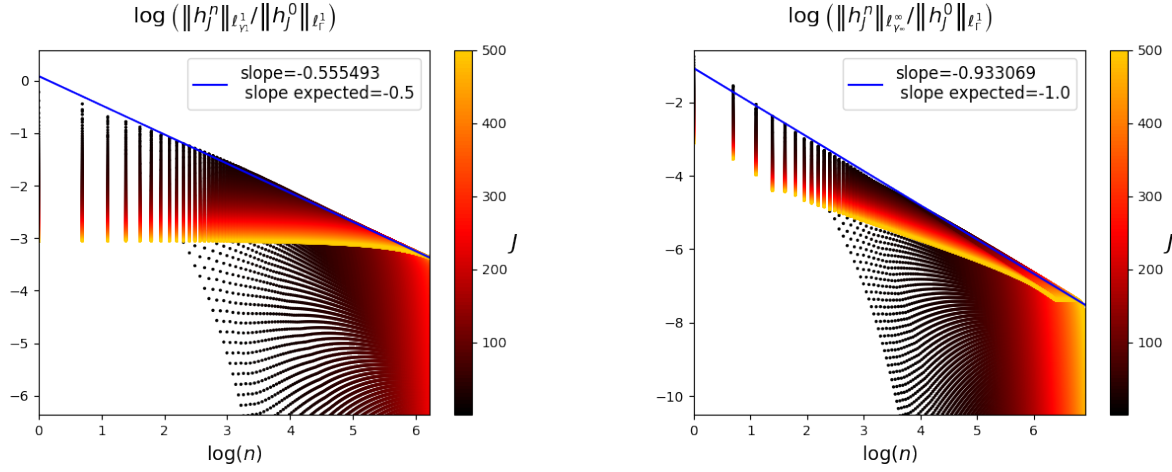 log (‖h_J^n‖_{ℓ^1_{γ_1}}/‖h_J^0‖_{ℓ^1_Γ})
slope=-0.555493
slope expected=-0.5
0
−1
−2
−3
−4
−5
−6
0 1 2 3 4 5 6
log(n)
500
400
300
200
100
J
log (‖h_J^n‖_{ℓ^∞_{γ_∞}}/‖h_J^0‖_{ℓ^1_Γ})
slope=-0.933069
slope expected=-1.0
−2
−4
−6
−8
−10
0 1 2 3 4 5 6
log(n)
500
400
300
200
100
J